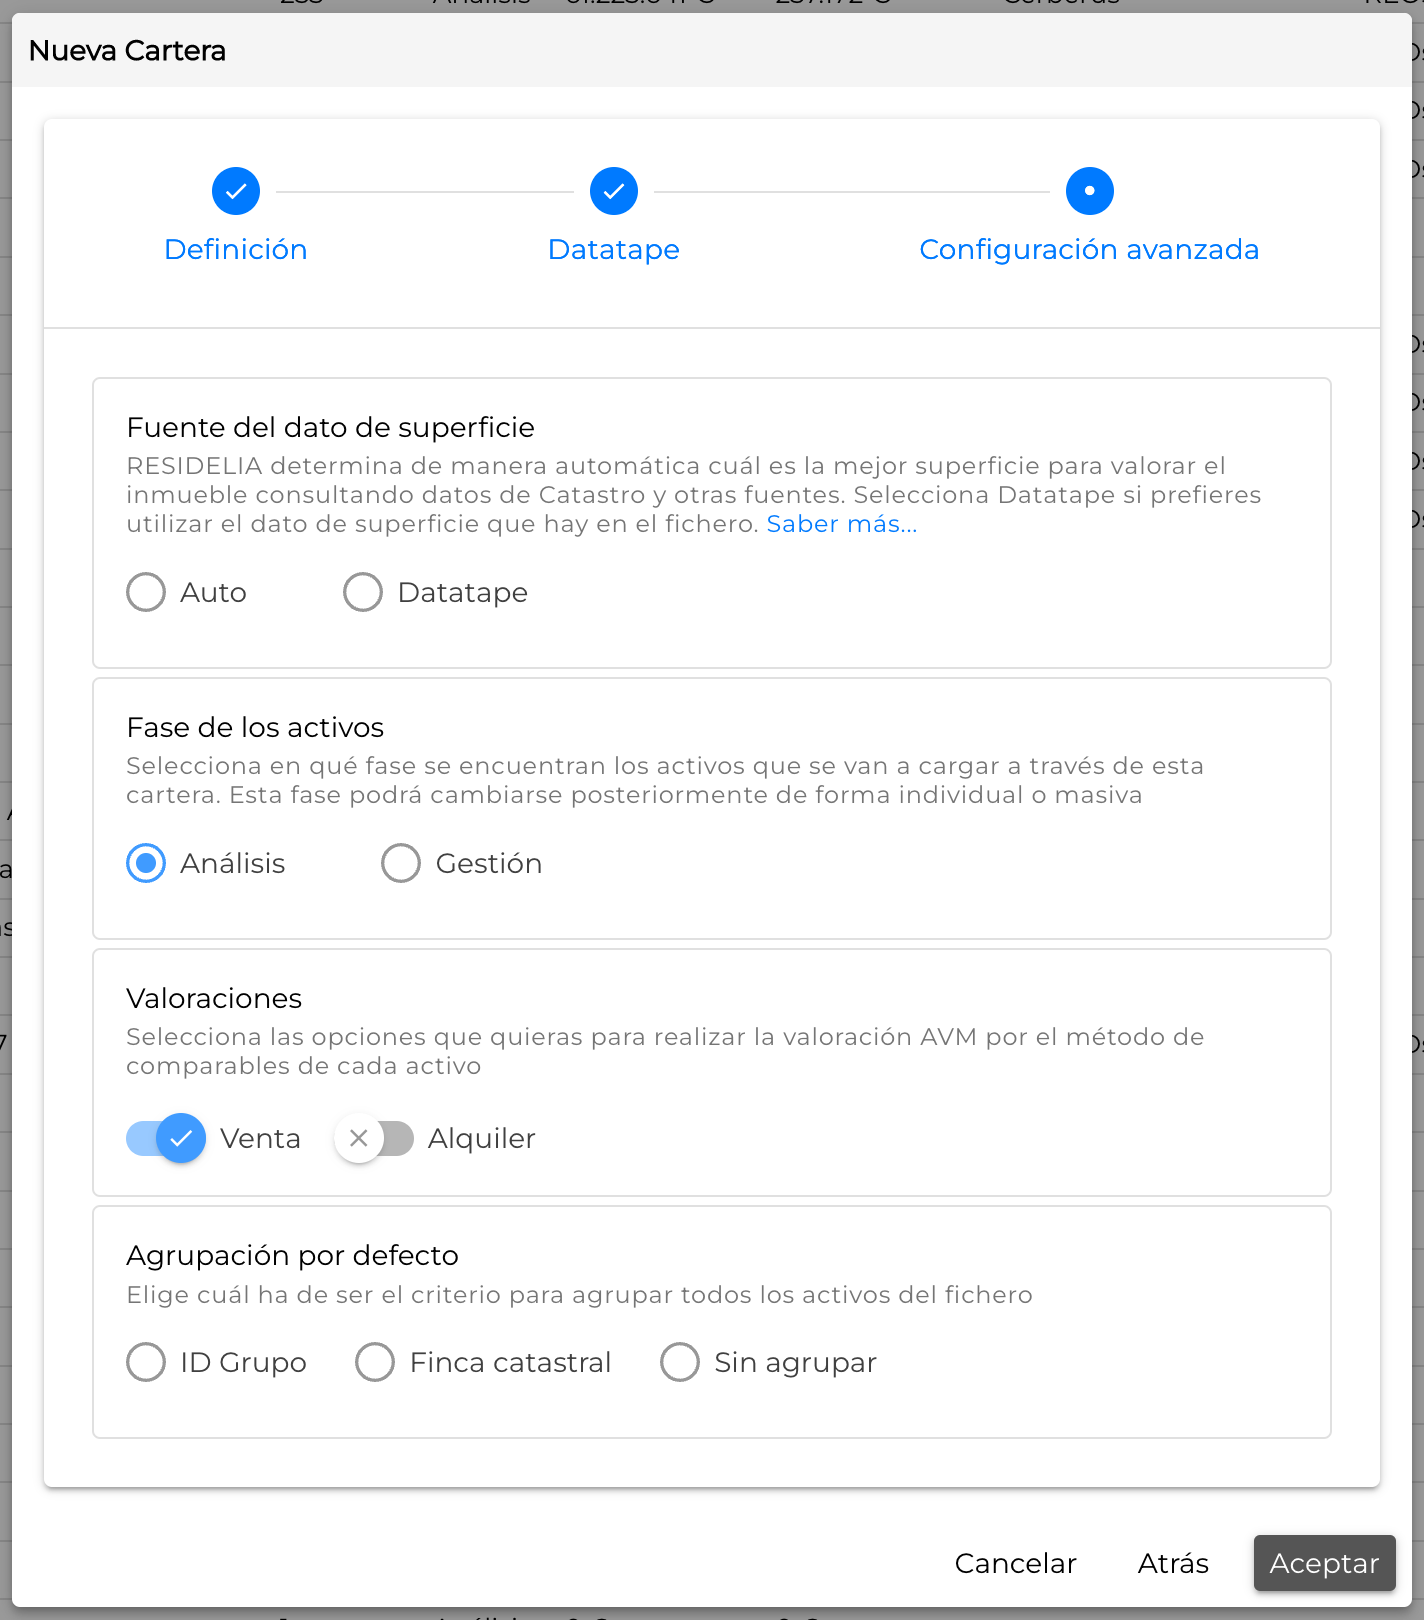 Nueva Cartera
Definición
Datatape
Configuración avanzada
Fuente del dato de superficie
RESIDELIA determina de manera automática cuál es la mejor superficie para valorar el
inmueble consultando datos de Catastro y otras fuentes. Selecciona Datatape si prefieres
utilizar el dato de superficie que hay en el fichero. Saber más...
Auto
Datatape
Fase de los activos
Selecciona en qué fase se encuentran los activos que se van a cargar a través de esta
cartera. Esta fase podrá cambiarse posteriormente de forma individual o masiva
Análisis
Gestión
Valoraciones
Selecciona las opciones que quieras para realizar la valoración AVM por el método de
comparables de cada activo
Venta
Alquiler
Agrupación por defecto
Elige cuál ha de ser el criterio para agrupar todos los activos del fichero
ID Grupo
Finca catastral
Sin agrupar
Cancelar
Atrás
Aceptar